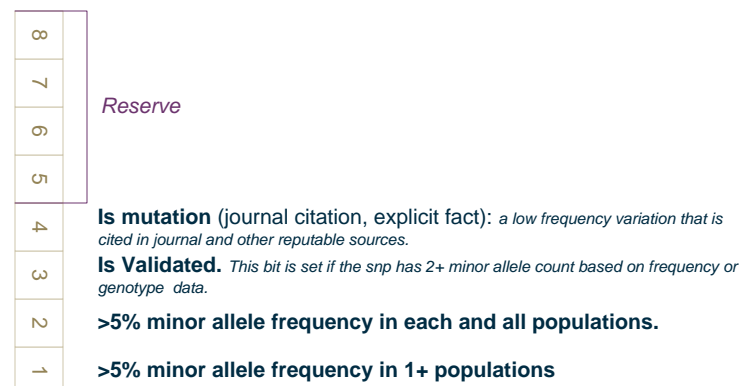 8
7
Reserve
6
5
4
Is mutation (journal citation, explicit fact): a low frequency variation that is
cited in journal and other reputable sources.
3
Is Validated. This bit is set if the snp has 2+ minor allele count based on frequency or
genotype data.
2
>5% minor allele frequency in each and all populations.
1
>5% minor allele frequency in 1+ populations